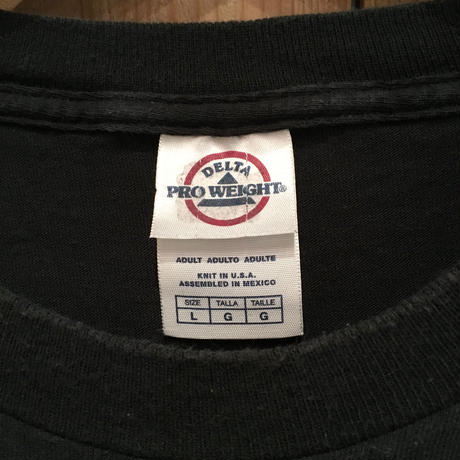 DELTA
PRO WEIGHT®
ADULT ADULTO ADULTE
KNIT IN U.S.A.
ASSEMBLED IN MEXICO
SIZE TALLA TAILLE
L G G